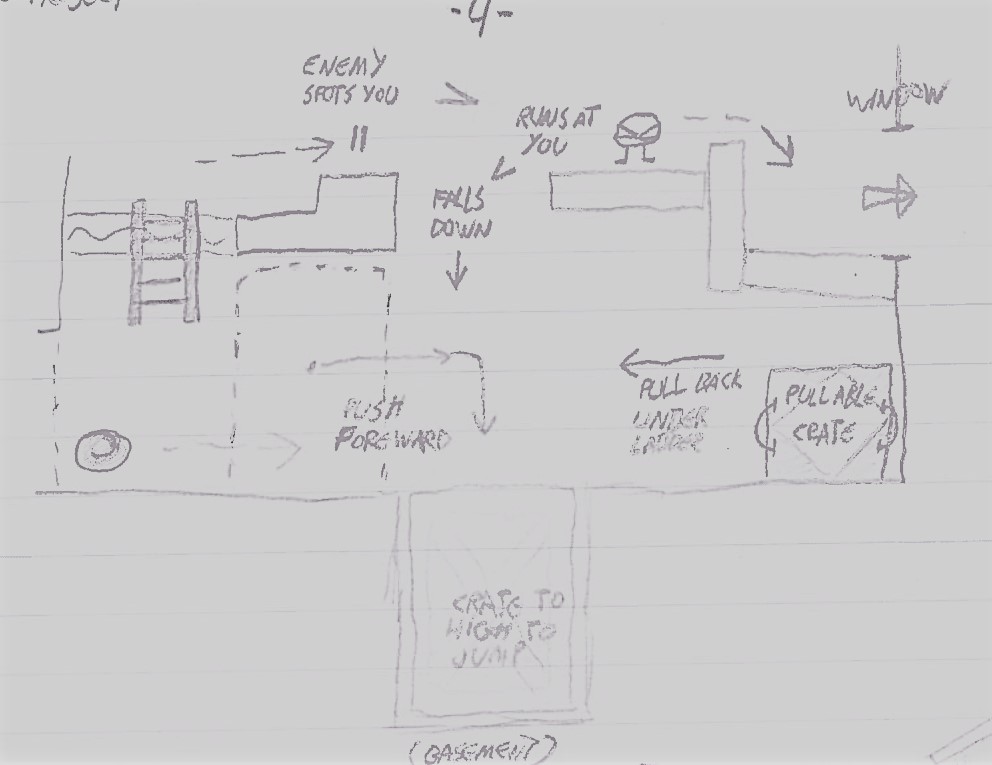 -4-
ENEMY
SPOTS YOU
RUNS AT
YOU
WINDOW
FALLS
DOWN
PUSH
FOREWARD
PULL BACK
UNDER
LADDER
PULLABLE
CRATE
CRATE TO
HIGH TO
JUMP
(BASEMENT)